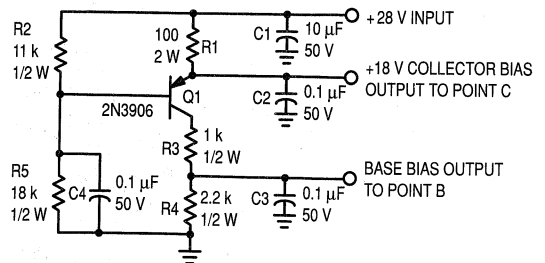 R2
11 k
1/2 W
100
2 W
R1
C1
10 µF
50 V
+28 V INPUT
Q1
2N3906
C2
0.1 µF
50 V
+18 V COLLECTOR BIAS
OUTPUT TO POINT C
R3
1 k
1/2 W
R5
18 k
1/2 W
C4
0.1 µF
50 V
R4
2.2 k
1/2 W
C3
0.1 µF
50 V
BASE BIAS OUTPUT
TO POINT B